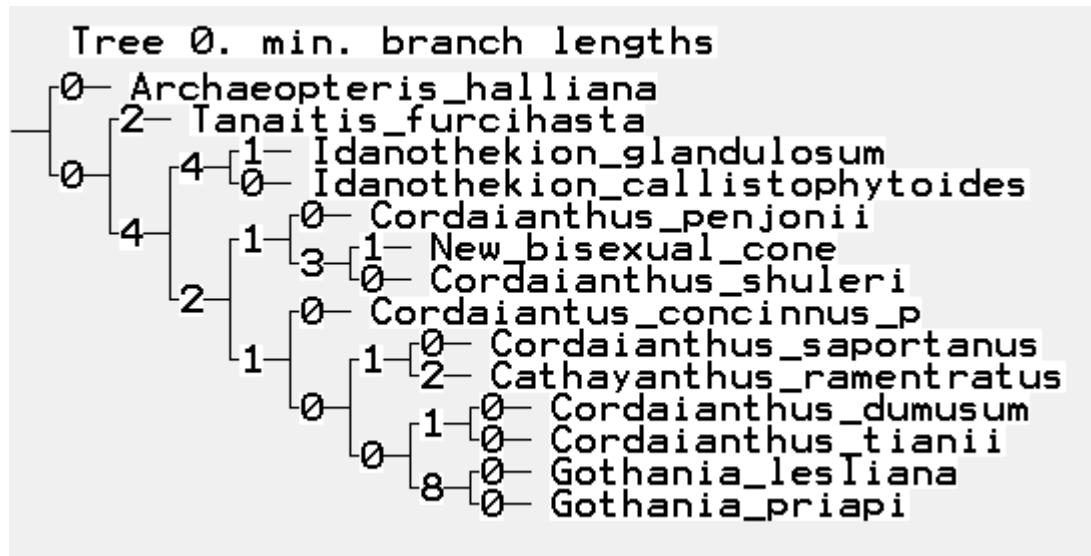 Tree 0. min. branch lengths
0 Archaeopteris_halliana
2 Tanaitis_furcihasta
1 Idanothekion_glandulosum
4
0 Idanothekion_callistophytoides
0
0 Cordaianthus_penjonii
4 1
1 New_bisexual_cone
3
0 Cordaianthus_shuleri
2
0 Cordaiantus_concinnus_p
0 Cordaianthus_saportanus
1 1
2 Cathayanthus_ramentratus
0
0 Cordaianthus_dumusum
1
0 Cordaianthus_tianii
0
0 Gothania_lesliana
8
0 Gothania_priapi